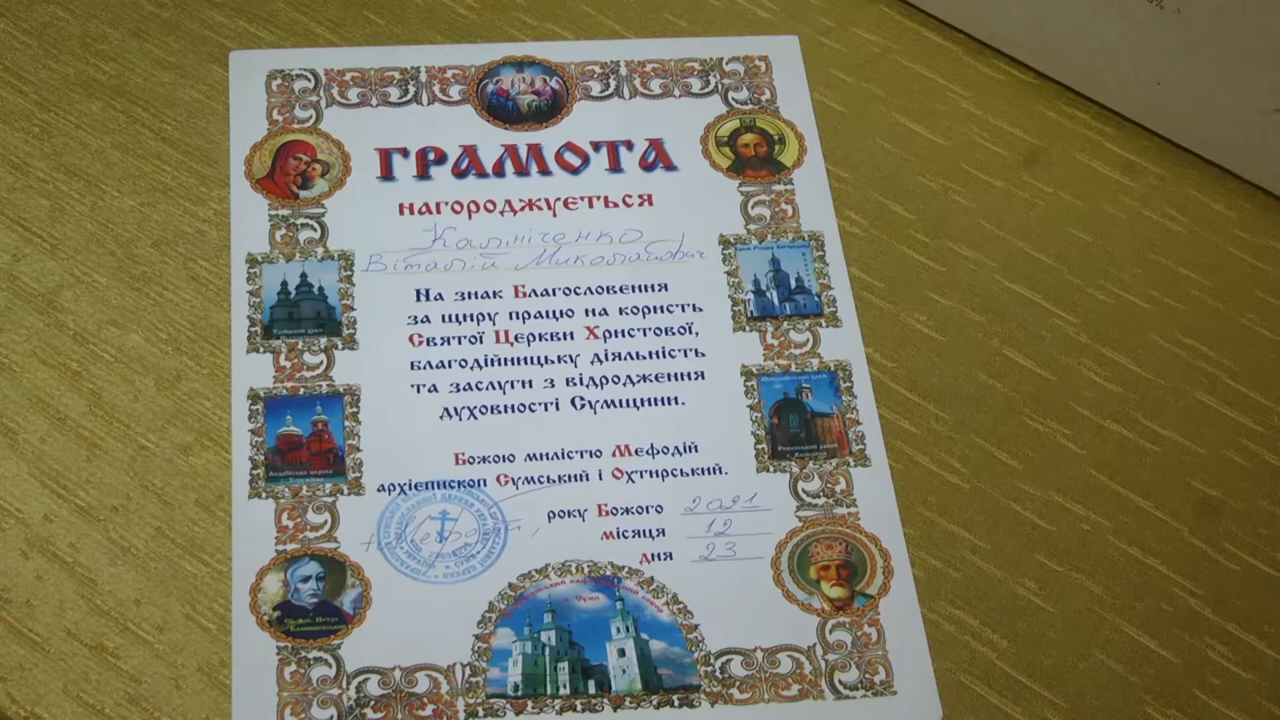 ГРАМОТА
нагороджується
Калініченко
Віталій Миколайович
На знак Благословення
за щиру працю на користь
Святої Церкви Христової,
благодійницьку діяльність
та заслуги з відродження
духовності Сумщини.
Божою милістю Мефодій
архієпископ Сумський і Охтирський.
року Божого 2021
місяця 12
дня 23